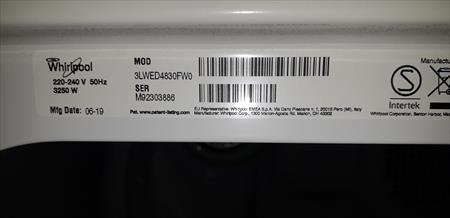 Whirlpool
220-240 V 50Hz
3250 W
Mfg Date: 06-19
MOD
3LWED4830FW0
SER
M92303886
Pat. www.patent-listing.com
EU Representative: Whirlpool EMEA S.p.A. Via Carlo Pisacane n. 1, 20016 Pero (MI), Italy
Manufacturer: Whirlpool Corp., 1300 Marion-Agosta Rd, Marion, OH 43302
S
Intertek
Whirlpool Corporation, Benton Harbor, Mi